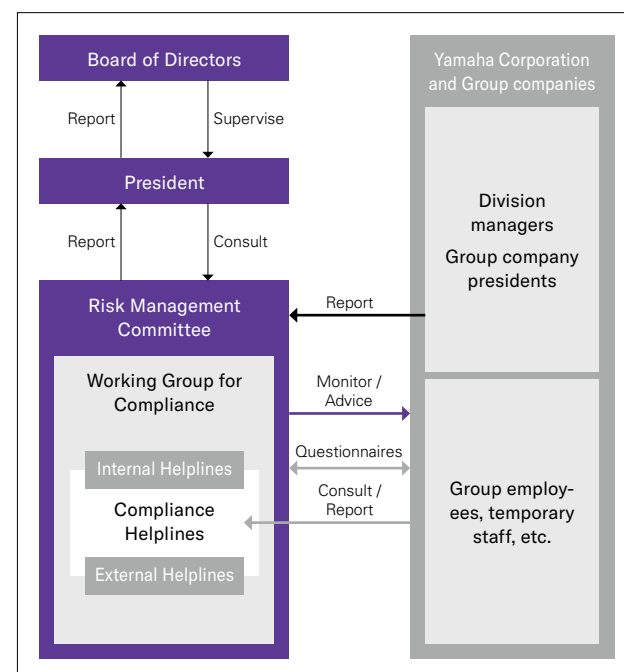 Board of Directors
Report
Supervise
President
Report
Consult
Risk Management
Committee
Working Group for
Compliance
Internal Helplines
Compliance
Helplines
External Helplines
Report
Monitor /
Advice
Questionnaires
Consult /
Report
Yamaha Corporation
and Group companies
Division
managers
Group company
presidents
Group employ-
ees, temporary
staff, etc.